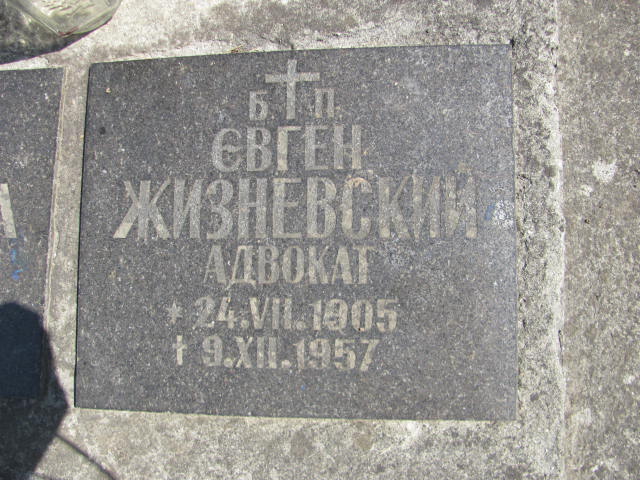 Б. П.
ЄВГЕН
ЖИЗНЕВСКИЙ
АДВОКАТ
* 24.VII.1905
† 9.XII.1957
А